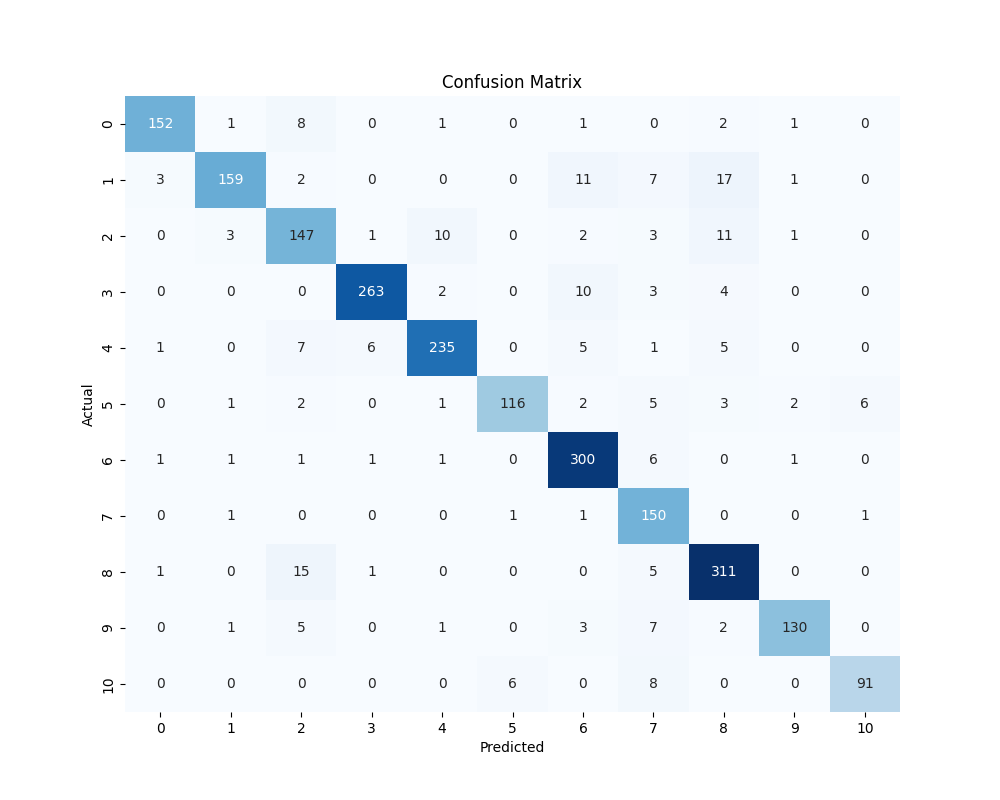 Confusion Matrix
0 152 1 8 0 1 0 1 0 2 1 0
1 3 159 2 0 0 0 11 7 17 1 0
2 0 3 147 1 10 0 2 3 11 1 0
3 0 0 0 263 2 0 10 3 4 0 0
4 1 0 7 6 235 0 5 1 5 0 0
Actual
5 0 1 2 0 1 116 2 5 3 2 6
6 1 1 1 1 1 0 300 6 0 1 0
7 0 1 0 0 0 1 1 150 0 0 1
8 1 0 15 1 0 0 0 5 311 0 0
9 0 1 5 0 1 0 3 7 2 130 0
10 0 0 0 0 0 6 0 8 0 0 91
0 1 2 3 4 5 6 7 8 9 10
Predicted